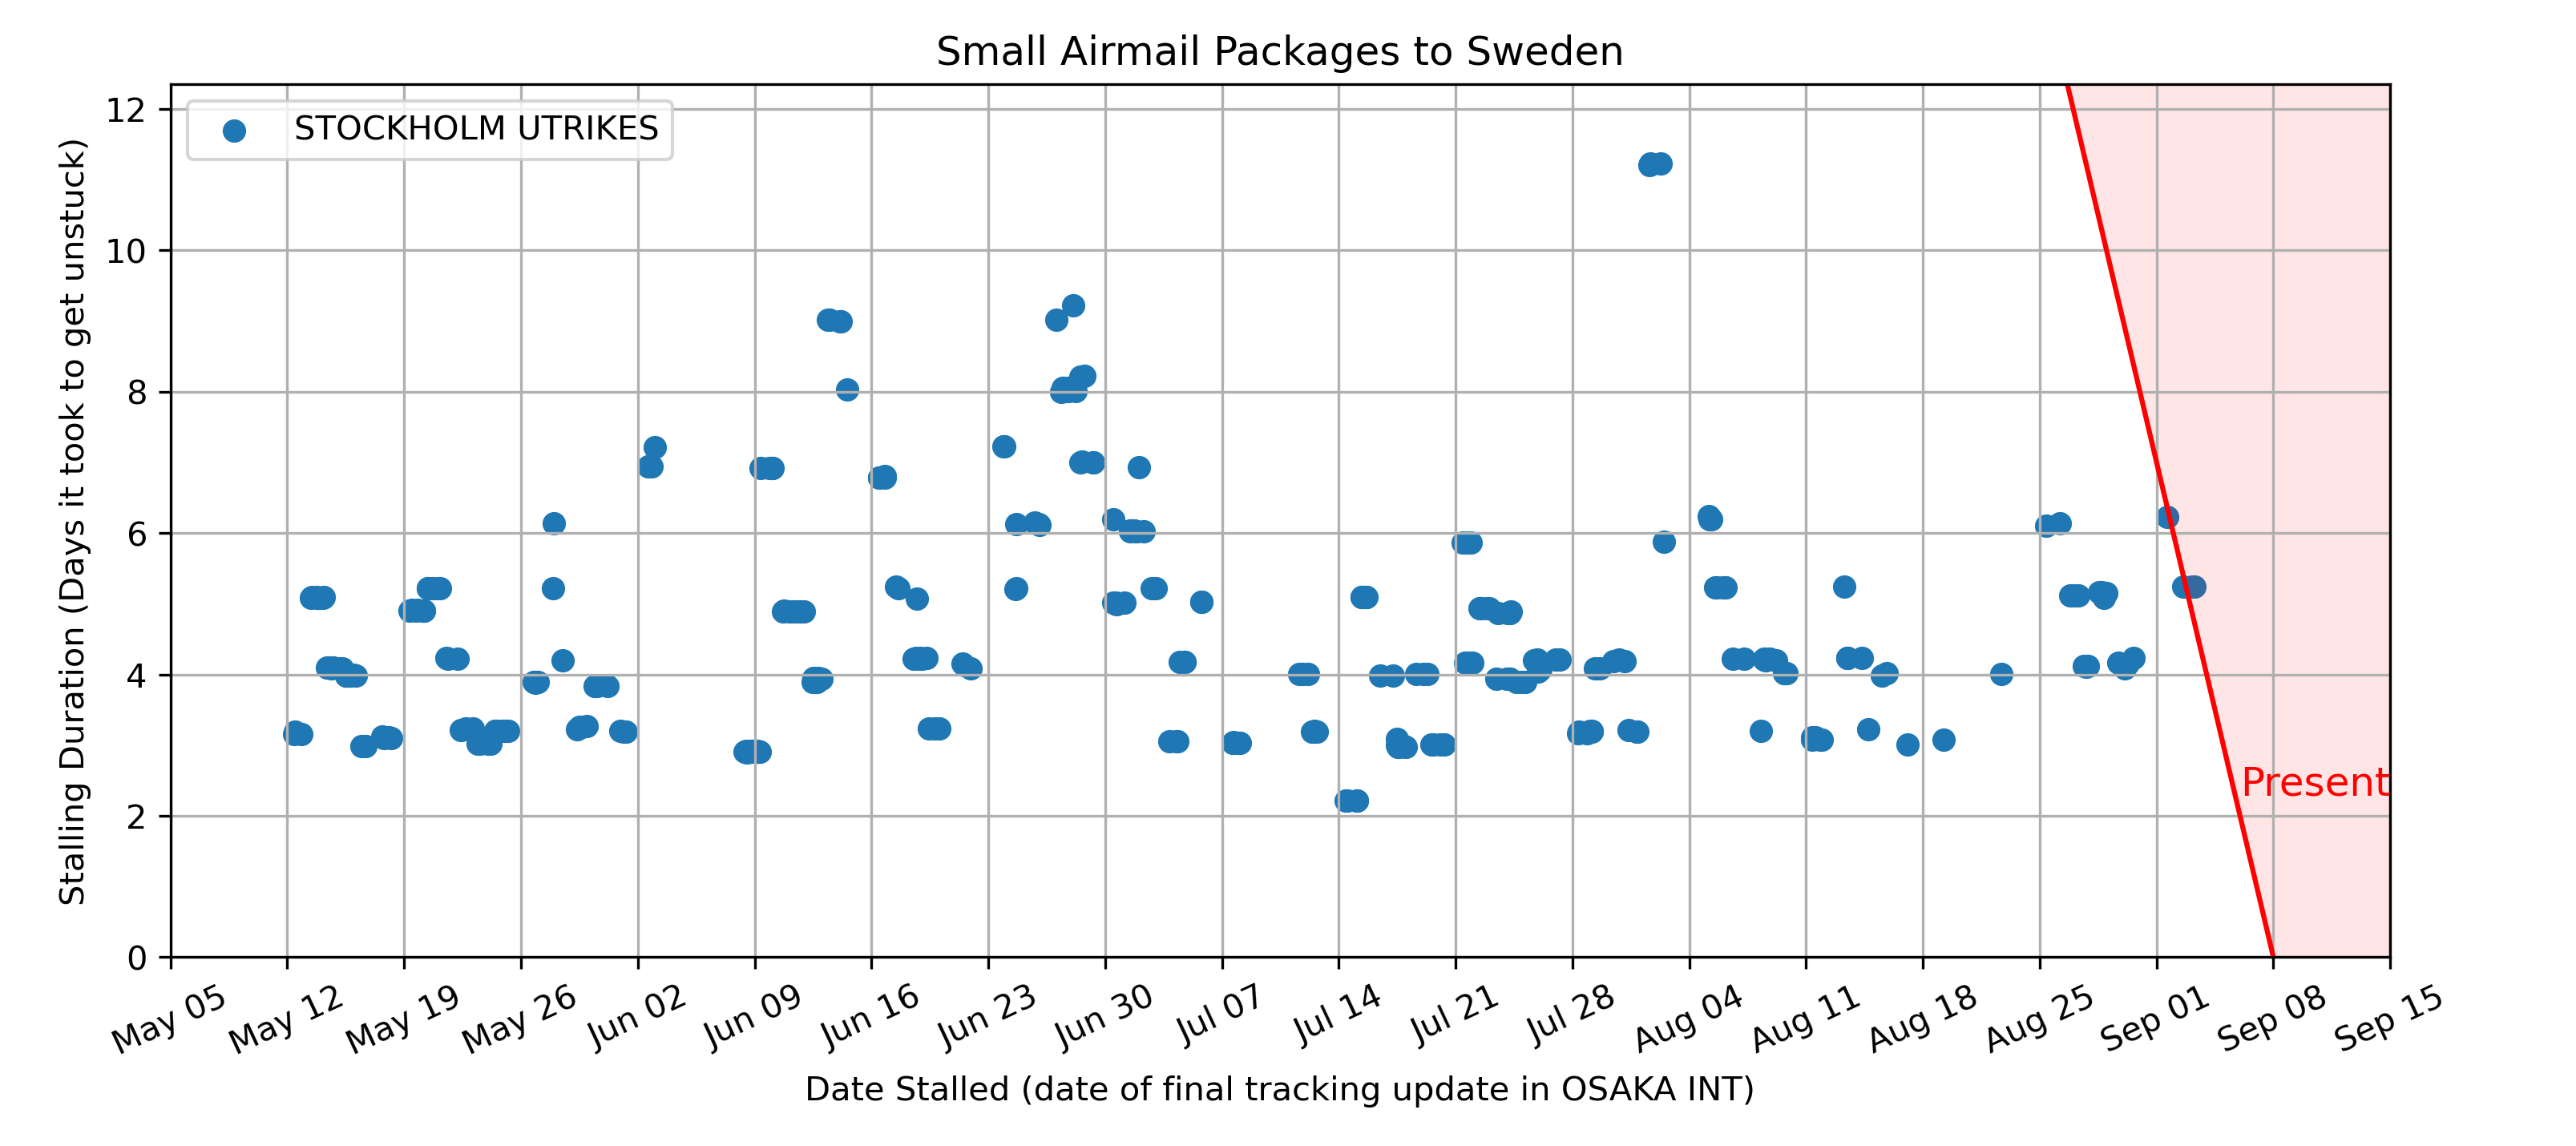 Small Airmail Packages to Sweden
STOCKHOLM UTRIKES
Stalling Duration (Days it took to get unstuck)
12
10
8
6
4
2
0
Present
May 05
May 12
May 19
May 26
Jun 02
Jun 09
Jun 16
Jun 23
Jun 30
Jul 07
Jul 14
Jul 21
Jul 28
Aug 04
Aug 11
Aug 18
Aug 25
Sep 01
Sep 08
Sep 15
Date Stalled (date of final tracking update in OSAKA INT)